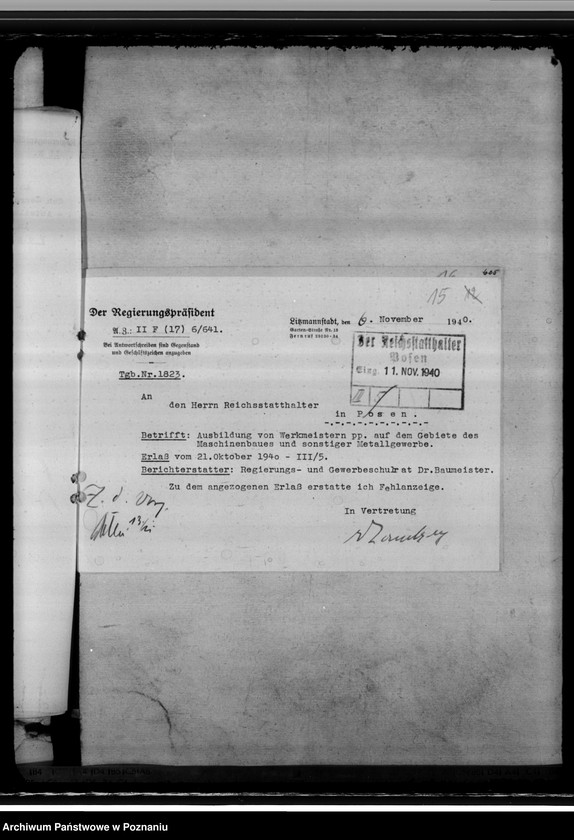 605
15
Der Regierungspräsident
A.Z.: II F (17) 6/641.
Bei Antwortschreiben sind Gegenstand
und Geschäftszeichen anzugeben
Litzmannstadt, den 6. November 1940.
Der Reichsstatthalter
Posen
Eing. 11. NOV. 1940
Tgb.Nr.1823.
An
den Herrn Reichsstatthalter
in Posen.
Betrifft: Ausbildung von Werkmeistern pp. auf dem Gebiete des
Maschinenbaues und sonstiger Metallgewerbe.
Erlaß vom 21.Oktober 1940 - III/5.
Berichterstatter: Regierungs- und Gewerbeschulrat Dr.Baumeister.
Zu dem angezogenen Erlaß erstatte ich Fehlanzeige.
Z. d.
In Vertretung
Archiwum Państwowe w Poznaniu